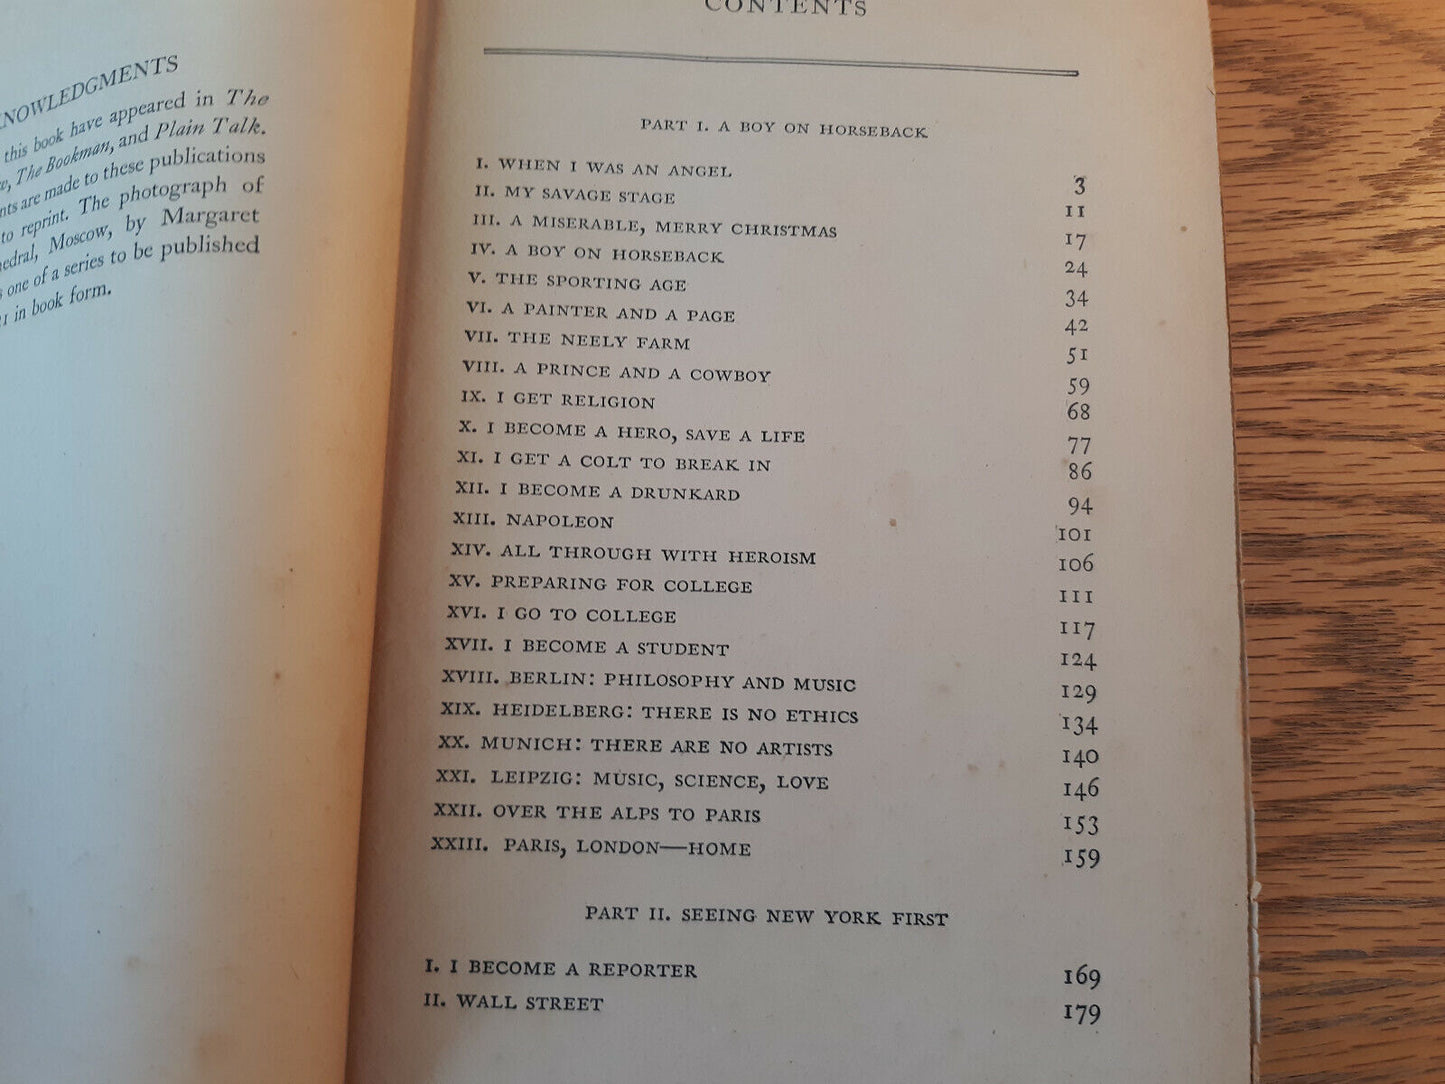 KNOWLEDGMENTS
this book have appeared in The
The Bookman, and Plain Talk.
are made to these publications
to reprint. The photograph of
Moscow, by Margaret
one of a series to be published
in book form.
CONTENTS
PART I. A BOY ON HORSEBACK
I. WHEN I WAS AN ANGEL 3
II. MY SAVAGE STAGE 11
III. A MISERABLE, MERRY CHRISTMAS 17
IV. A BOY ON HORSEBACK 24
V. THE SPORTING AGE 34
VI. A PAINTER AND A PAGE 42
VII. THE NEELY FARM 51
VIII. A PRINCE AND A COWBOY 59
IX. I GET RELIGION 68
X. I BECOME A HERO, SAVE A LIFE 77
XI. I GET A COLT TO BREAK IN 86
XII. I BECOME A DRUNKARD 94
XIII. NAPOLEON 101
XIV. ALL THROUGH WITH HEROISM 106
XV. PREPARING FOR COLLEGE 111
XVI. I GO TO COLLEGE 117
XVII. I BECOME A STUDENT 124
XVIII. BERLIN: PHILOSOPHY AND MUSIC 129
XIX. HEIDELBERG: THERE IS NO ETHICS 134
XX. MUNICH: THERE ARE NO ARTISTS 140
XXI. LEIPZIG: MUSIC, SCIENCE, LOVE 146
XXII. OVER THE ALPS TO PARIS 153
XXIII. PARIS, LONDON—HOME 159
PART II. SEEING NEW YORK FIRST
I. I BECOME A REPORTER 169
II. WALL STREET 179